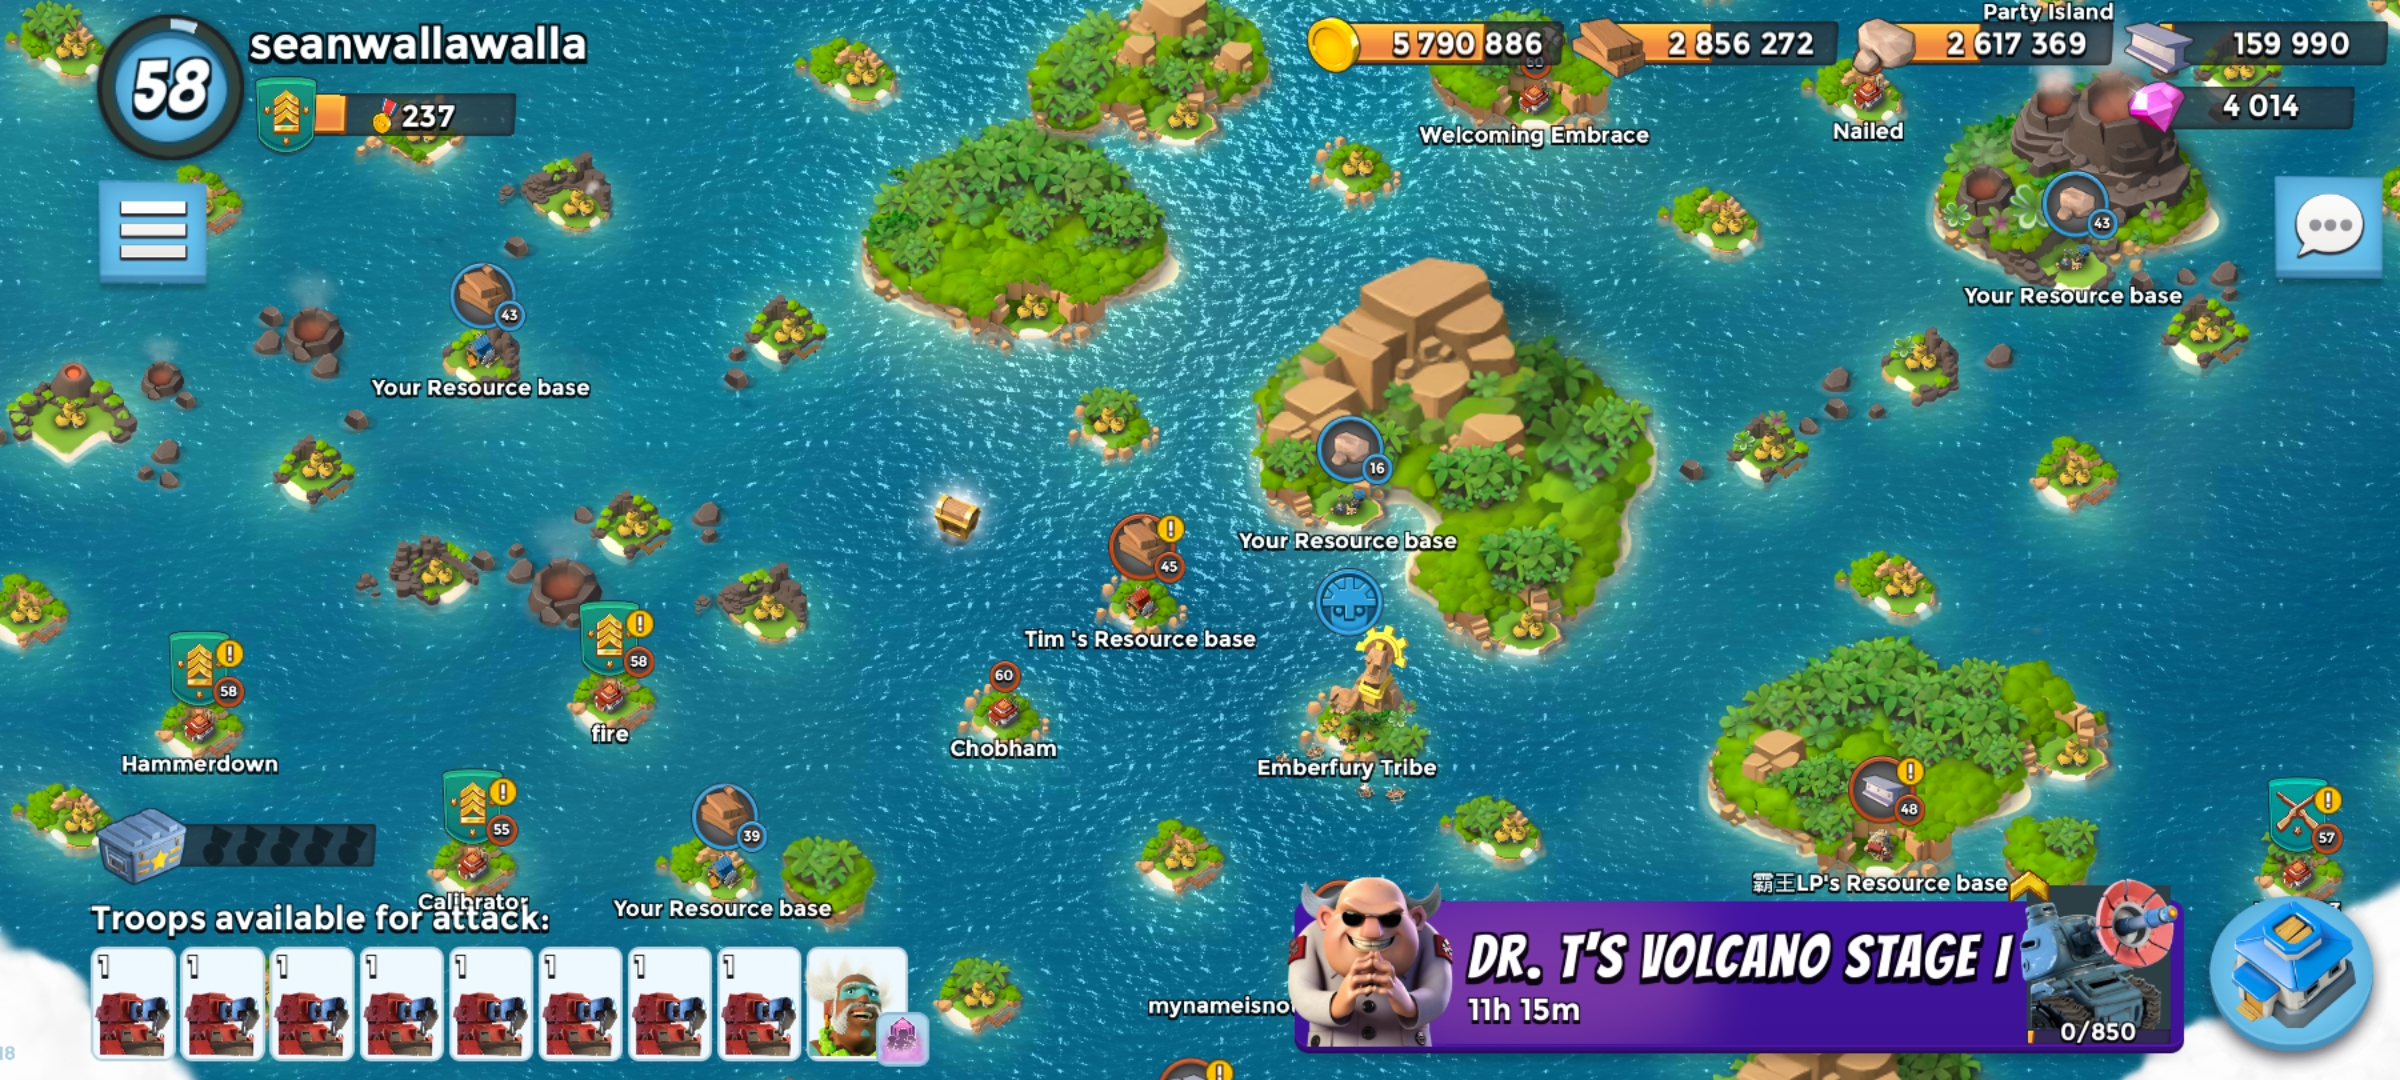 Party Island
58
seanwallawalla
5 790 886
2 856 272
2 617 369
159 990
237
4 014
Welcoming Embrace
Nailed
43
Your Resource base
43
Your Resource base
16
Your Resource base
45
Tim 's Resource base
58
Hammerdown
58
fire
60
Chobham
Emberfury Tribe
55
Calibrator
39
Your Resource base
48
霸王LP's Resource base
57
Troops available for attack:
1 1 1 1 1 1 1 1
DR. T'S VOLCANO STAGE I
11h 15m
0/850
mynameisno